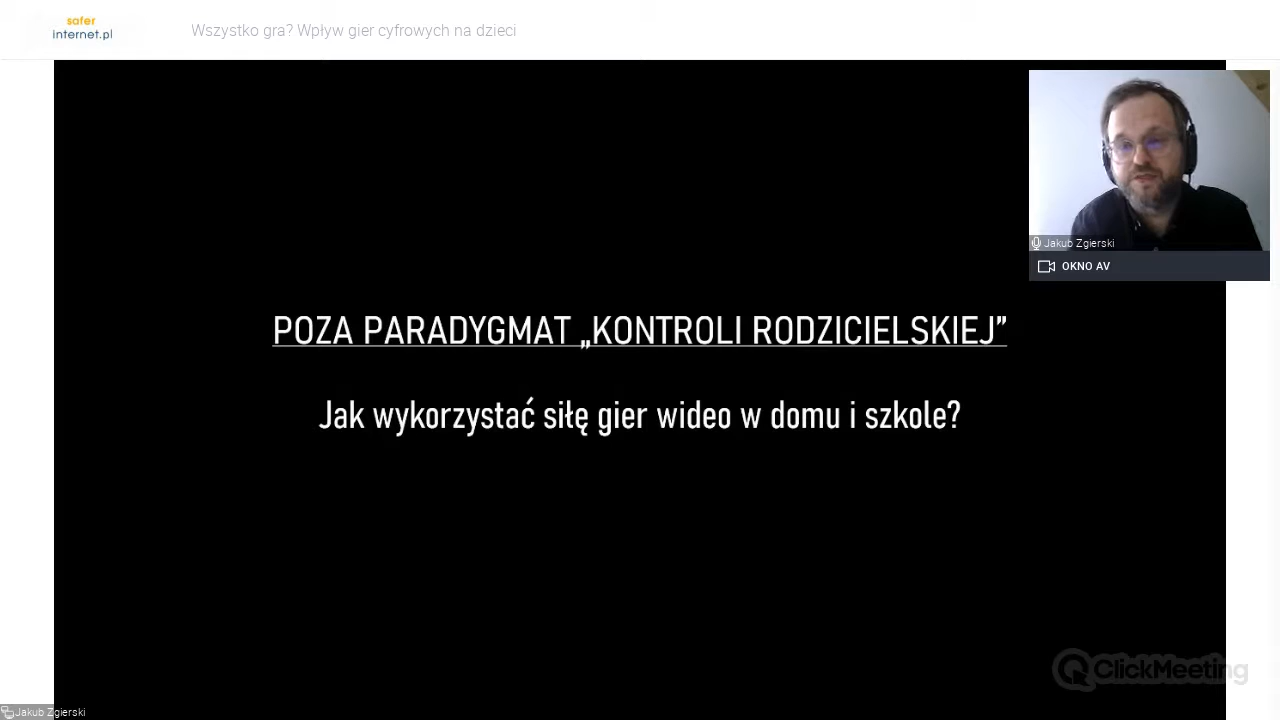 safer
internet.pl
Wszystko gra? Wpływ gier cyfrowych na dzieci
Jakub Zgierski
OKNO AV
POZA PARADYGMAT „KONTROLI RODZICIELSKIEJ”
Jak wykorzystać siłę gier wideo w domu i szkole?
ClickMeeting
Jakub Zgierski